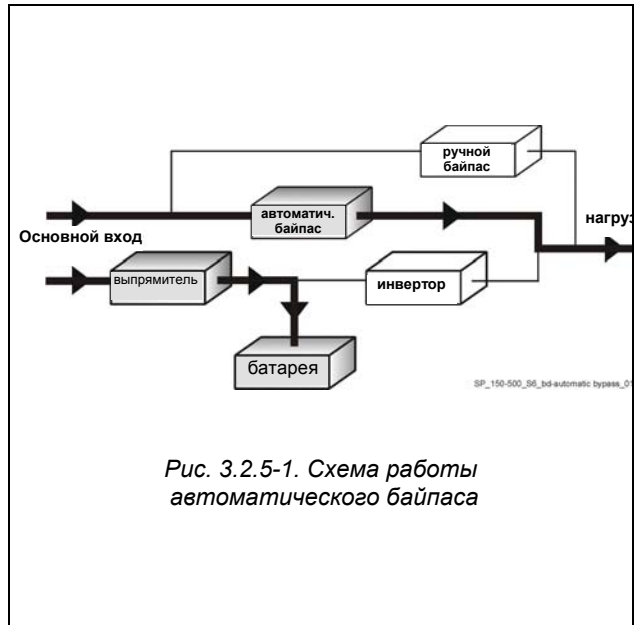 ручной
байпас
автоматич.
байпас
нагруз
Основной вход
выпрямитель
инвертор
батарея
SP_150-500_S6_bd-automatic bypass_01
Рис. 3.2.5-1. Схема работы
автоматического байпаса